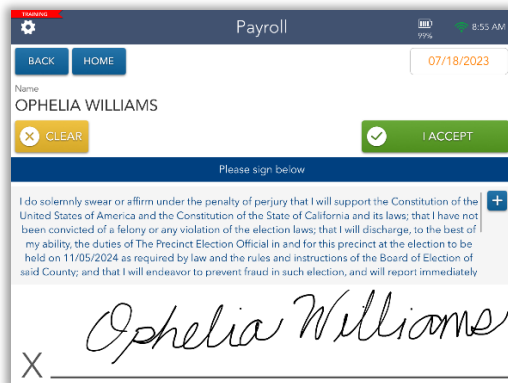 TRAINING
Payroll
99%
8:55 AM
BACK
HOME
07/18/2023
Name
OPHELIA WILLIAMS
CLEAR
I ACCEPT
Please sign below
I do solemnly swear or affirm under the penalty of perjury that I will support the Constitution of the
United States of America and the Constitution of the State of California and its laws; that I have not
been convicted of a felony or any violation of the election laws; that I will discharge, to the best of
my ability, the duties of The Precinct Election Official in and for this precinct at the election to be
held on 11/05/2024 as required by law and the rules and instructions of the Board of Election of
said County; and that I will endeavor to prevent fraud in such election, and will report immediately
Ophelia Williams
X